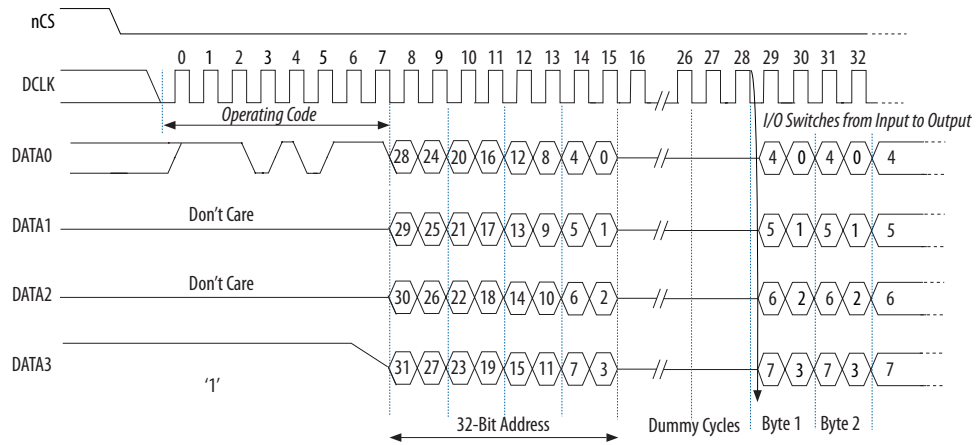 nCS
0 1 2 3 4 5 6 7 8 9 10 11 12 13 14 15 16 26 27 28 29 30 31 32
DCLK
Operating Code
I/O Switches from Input to Output
DATA0 28 24 20 16 12 8 4 0 4 0 4 0 4
DATA1 Don't Care 29 25 21 17 13 9 5 1 5 1 5 1 5
DATA2 Don't Care 30 26 22 18 14 10 6 2 6 2 6 2 6
DATA3 '1' 31 27 23 19 15 11 7 3 7 3 7 3 7
32-Bit Address Dummy Cycles Byte 1 Byte 2